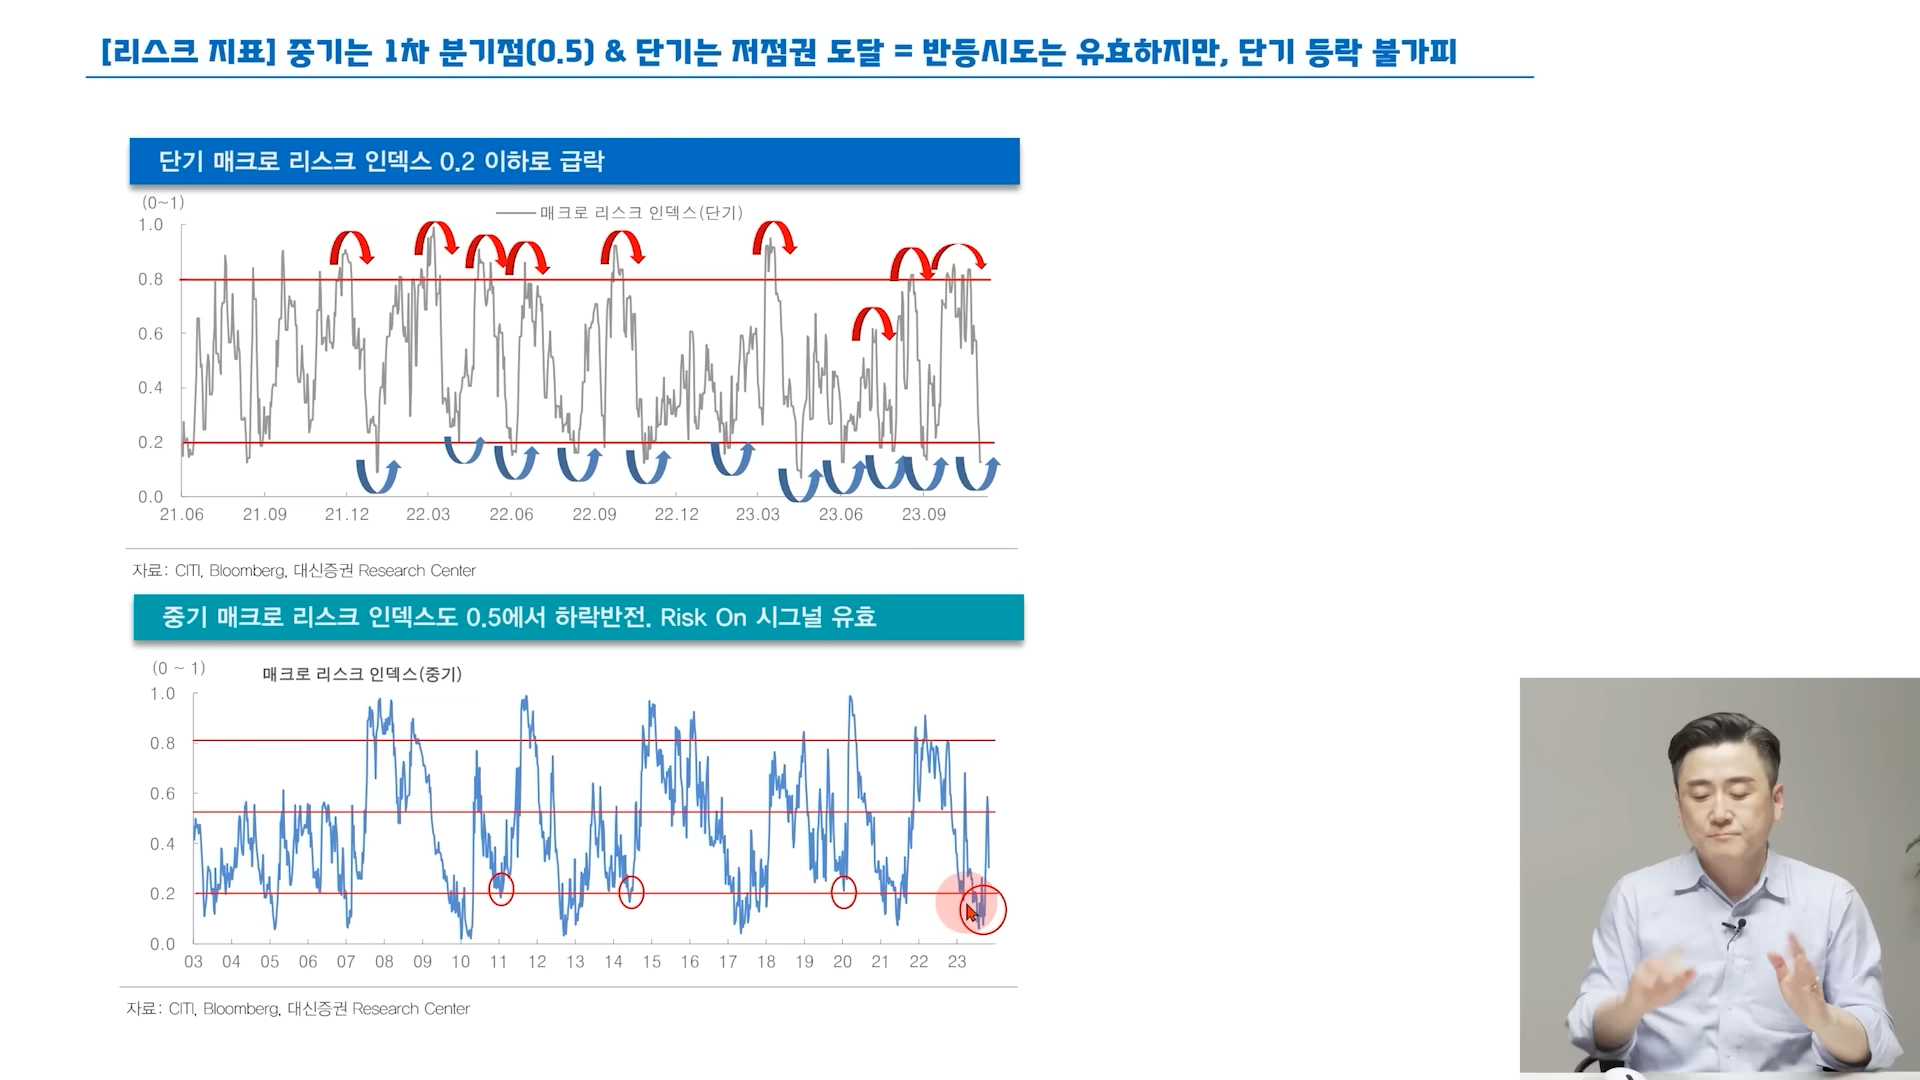 [리스크 지표] 중기는 1차 분기점(0.5) & 단기는 저점권 도달 = 반등시도는 유효하지만, 단기 등락 불가피
단기 매크로 리스크 인덱스 0.2 이하로 급락
(0~1)
매크로 리스크 인덱스(단기)
1.0
0.8
0.6
0.4
0.2
0.0
21.06 21.09 21.12 22.03 22.06 22.09 22.12 23.03 23.06 23.09
자료: CITI, Bloomberg, 대신증권 Research Center
중기 매크로 리스크 인덱스도 0.5에서 하락반전. Risk On 시그널 유효
(0 ~ 1)
매크로 리스크 인덱스(중기)
1.0
0.8
0.6
0.4
0.2
0.0
03 04 05 06 07 08 09 10 11 12 13 14 15 16 17 18 19 20 21 22 23
자료: CITI, Bloomberg, 대신증권 Research Center